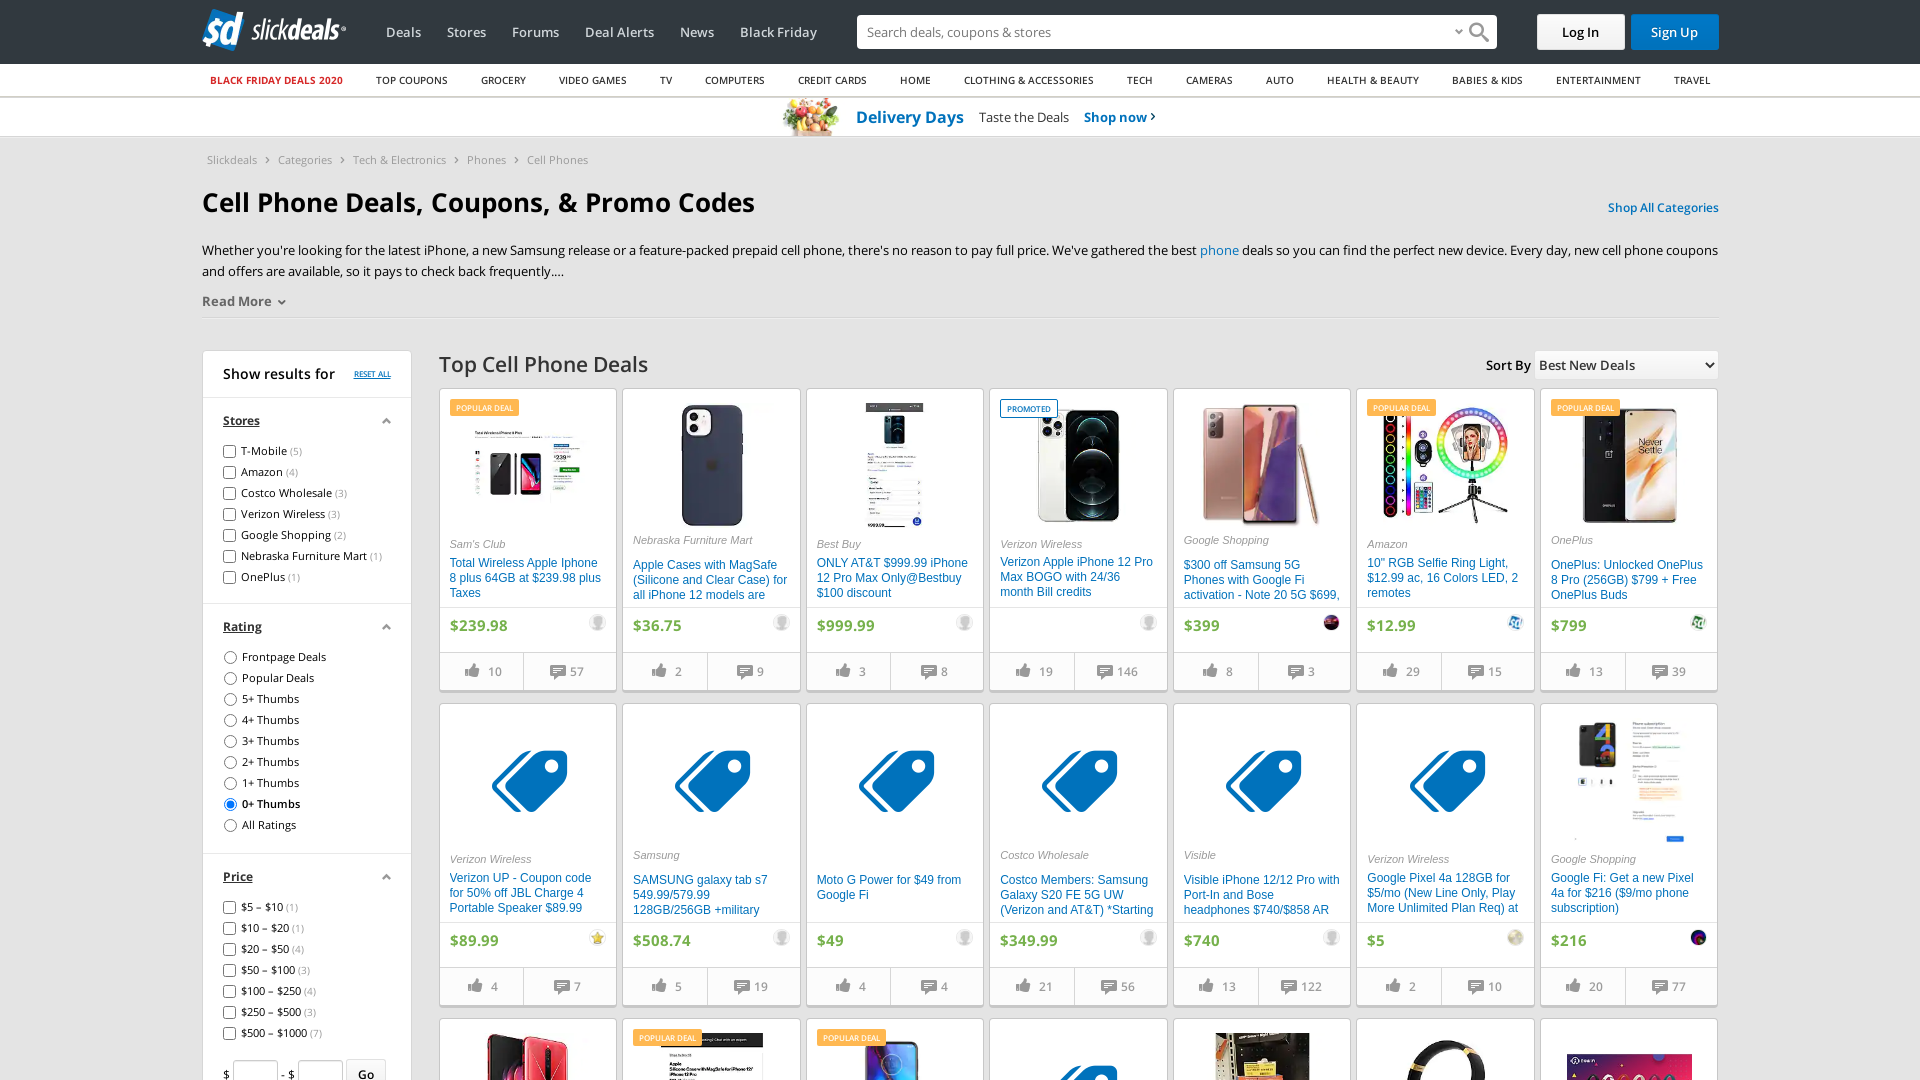 slickdeals
Deals
Stores
Forums
Deal Alerts
News
Black Friday
Search deals, coupons & stores
Log In
Sign Up
BLACK FRIDAY DEALS 2020
TOP COUPONS
GROCERY
VIDEO GAMES
TV
COMPUTERS
CREDIT CARDS
HOME
CLOTHING & ACCESSORIES
TECH
CAMERAS
AUTO
HEALTH & BEAUTY
BABIES & KIDS
ENTERTAINMENT
TRAVEL
Delivery Days Taste the Deals Shop now
Slickdeals > Categories > Tech & Electronics > Phones > Cell Phones
Cell Phone Deals, Coupons, & Promo Codes
Shop All Categories
Whether you're looking for the latest iPhone, a new Samsung release or a feature-packed prepaid cell phone, there's no reason to pay full price. We've gathered the best phone deals so you can find the perfect new device. Every day, new cell phone coupons
and offers are available, so it pays to check back frequently....
Read More
Show results for
RESET ALL
Stores
T-Mobile (5)
Amazon (4)
Costco Wholesale (3)
Verizon Wireless (3)
Google Shopping (2)
Nebraska Furniture Mart (1)
OnePlus (1)
Rating
Frontpage Deals
Popular Deals
5+ Thumbs
4+ Thumbs
3+ Thumbs
2+ Thumbs
1+ Thumbs
0+ Thumbs
All Ratings
Price
$5 – $10 (1)
$10 – $20 (1)
$20 – $50 (4)
$50 – $100 (3)
$100 – $250 (4)
$250 – $500 (3)
$500 – $1000 (7)
$ - $ Go
Top Cell Phone Deals
Sort By Best New Deals
POPULAR DEAL
Sam's Club
Total Wireless Apple Iphone
8 plus 64GB at $239.98 plus
Taxes
$239.98
10
57
Nebraska Furniture Mart
Apple Cases with MagSafe
(Silicone and Clear Case) for
all iPhone 12 models are
$36.75
2
9
Best Buy
ONLY AT&T $999.99 iPhone
12 Pro Max Only@Bestbuy
$100 discount
$999.99
3
8
PROMOTED
Verizon Wireless
Verizon Apple iPhone 12 Pro
Max BOGO with 24/36
month Bill credits
19
146
Google Shopping
$300 off Samsung 5G
Phones with Google Fi
activation - Note 20 5G $699,
$399
8
3
POPULAR DEAL
Amazon
10" RGB Selfie Ring Light,
$12.99 ac, 16 Colors LED, 2
remotes
$12.99
29
15
POPULAR DEAL
Never
Settle
OnePlus
OnePlus: Unlocked OnePlus
8 Pro (256GB) $799 + Free
OnePlus Buds
$799
13
39
Verizon Wireless
Verizon UP - Coupon code
for 50% off JBL Charge 4
Portable Speaker $89.99
$89.99
4
7
Samsung
SAMSUNG galaxy tab s7
549.99/579.99
128GB/256GB +military
$508.74
5
19
Moto G Power for $49 from
Google Fi
$49
4
4
Costco Wholesale
Costco Members: Samsung
Galaxy S20 FE 5G UW
(Verizon and AT&T) *Starting
$349.99
21
56
Visible
Visible iPhone 12/12 Pro with
Port-In and Bose
headphones $740/$858 AR
$740
13
122
Verizon Wireless
Google Pixel 4a 128GB for
$5/mo (New Line Only, Play
More Unlimited Plan Req) at
$5
2
10
Google Shopping
Google Fi: Get a new Pixel
4a for $216 ($9/mo phone
subscription)
$216
20
77
POPULAR DEAL
POPULAR DEAL